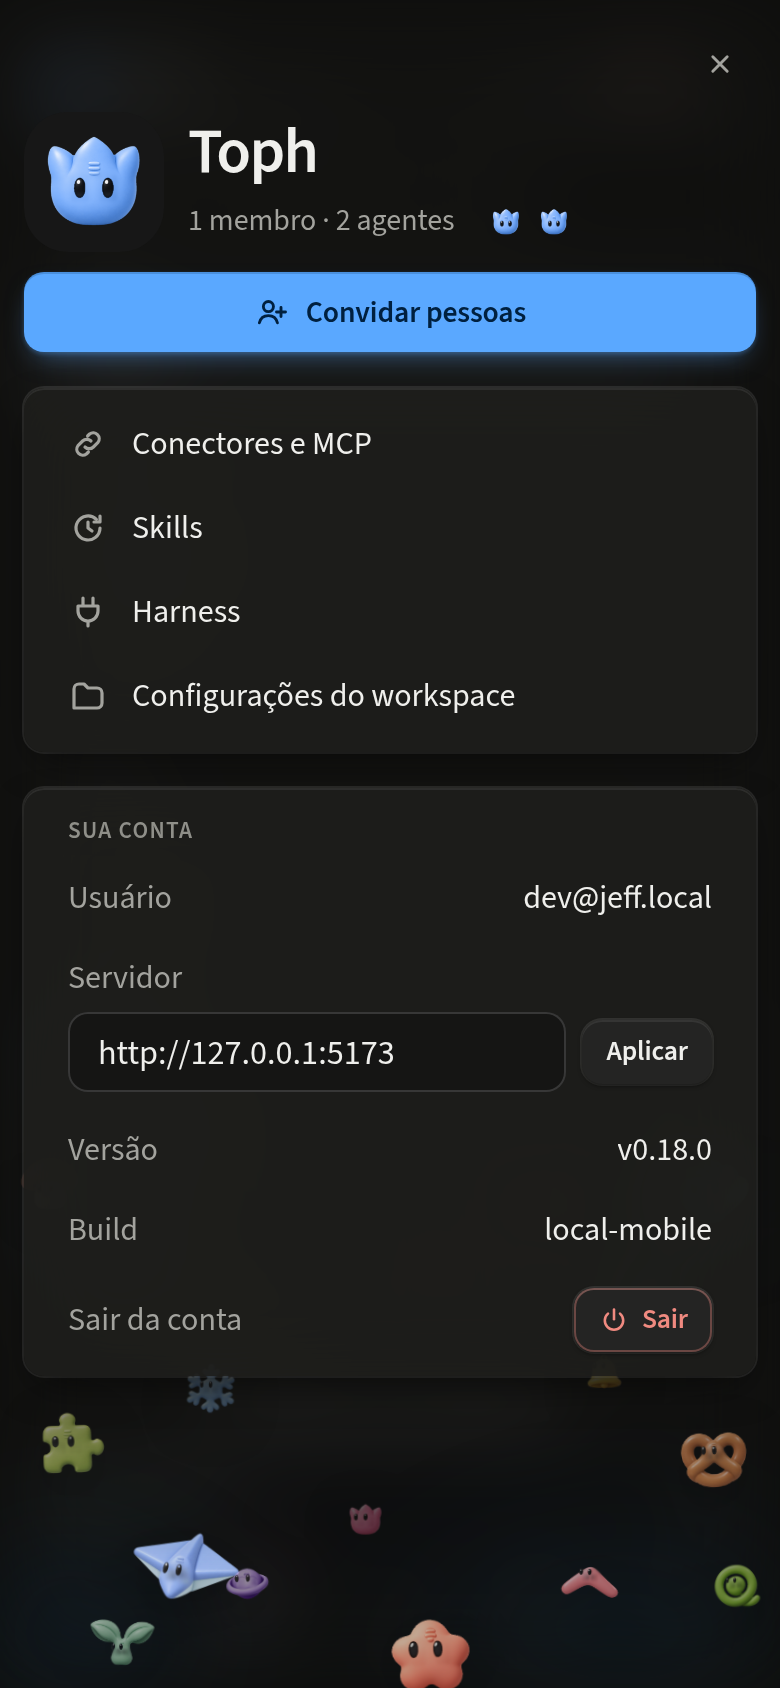 Toph
1 membro · 2 agentes
Convidar pessoas
Conectores e MCP
Skills
Harness
Configurações do workspace
SUA CONTA
Usuário dev@jeff.local
Servidor
http://127.0.0.1:5173 Aplicar
Versão v0.18.0
Build local-mobile
Sair da conta Sair